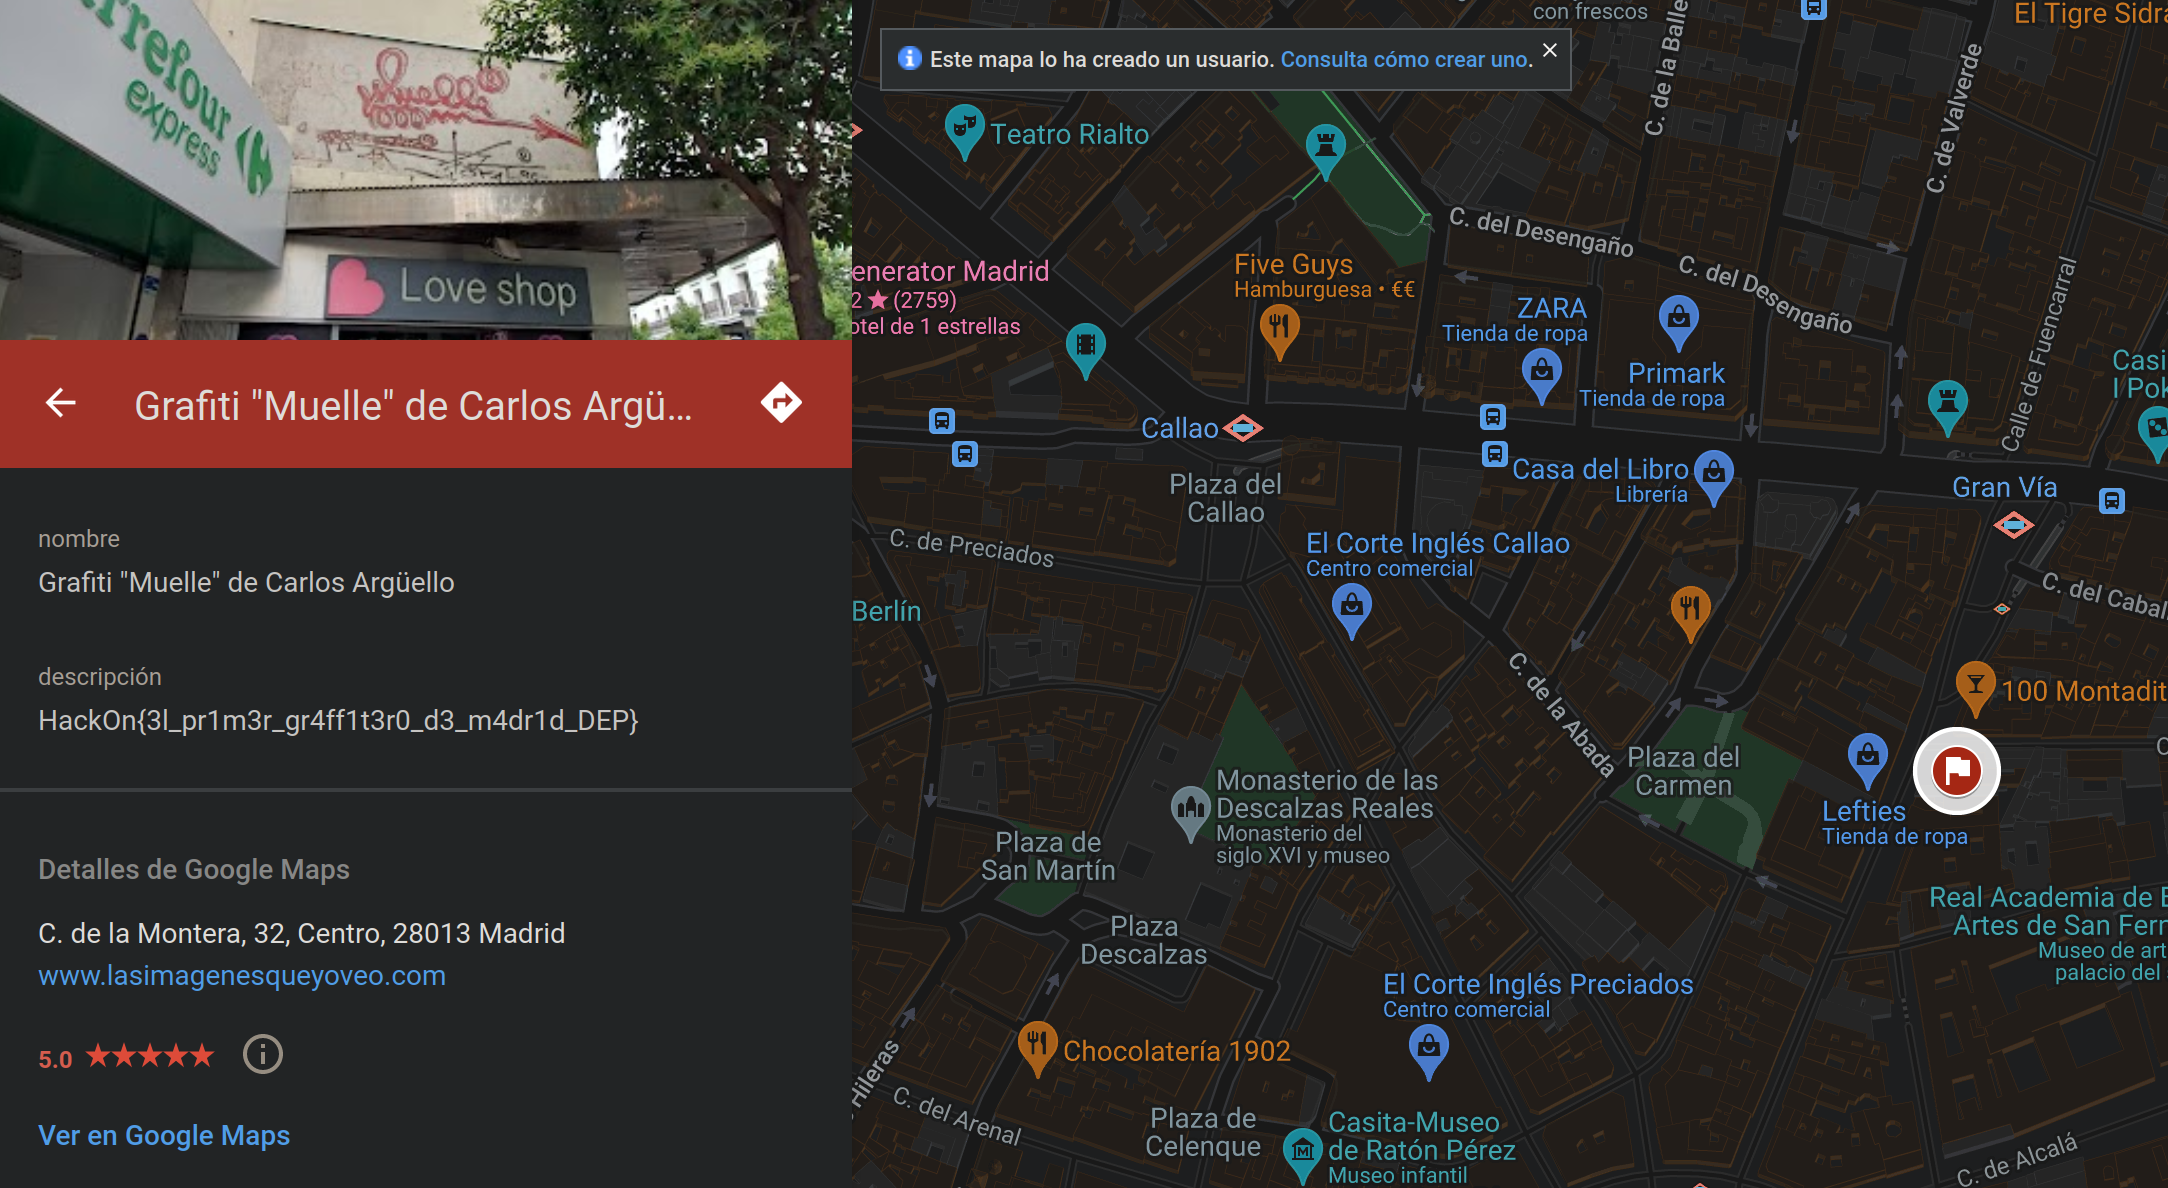 Carrefour
express
Muelle
Love shop
Grafiti "Muelle" de Carlos Argü...
nombre
Grafiti "Muelle" de Carlos Argüello
descripción
HackOn{3l_pr1m3r_gr4ff1t3r0_d3_m4dr1d_DEP}
Detalles de Google Maps
C. de la Montera, 32, Centro, 28013 Madrid
www.lasimagenesqueyoveo.com
5.0
Ver en Google Maps
con frescos
C. de la Balle
El Tigre Sidra
Este mapa lo ha creado un usuario. Consulta cómo crear uno.
C. de Valverde
Teatro Rialto
C. del Desengaño
C. del Desengaño
enerator Madrid
2 ★ (2759)
otel de 1 estrellas
Five Guys
Hamburguesa • €€
ZARA
Tienda de ropa
Primark
Tienda de ropa
Calle de Fuencarral
Casi
l Pok
Callao
Plaza del
Callao
Casa del Libro
Librería
Gran Vía
C. de Preciados
El Corte Inglés Callao
Centro comercial
C. del Cabal
Berlín
C. de la Abada
100 Montadit
Plaza del
Carmen
Lefties
Tienda de ropa
Monasterio de las
Descalzas Reales
Monasterio del
siglo XVI y museo
Plaza de
San Martín
Plaza
Descalzas
Real Academia de B
Artes de San Fern
Museo de art
palacio del
El Corte Inglés Preciados
Centro comercial
Chocolatería 1902
Hileras
C. del Arenal
Plaza de
Celenque
Casita-Museo
de Ratón Pérez
Museo infantil
C. de Alcalá